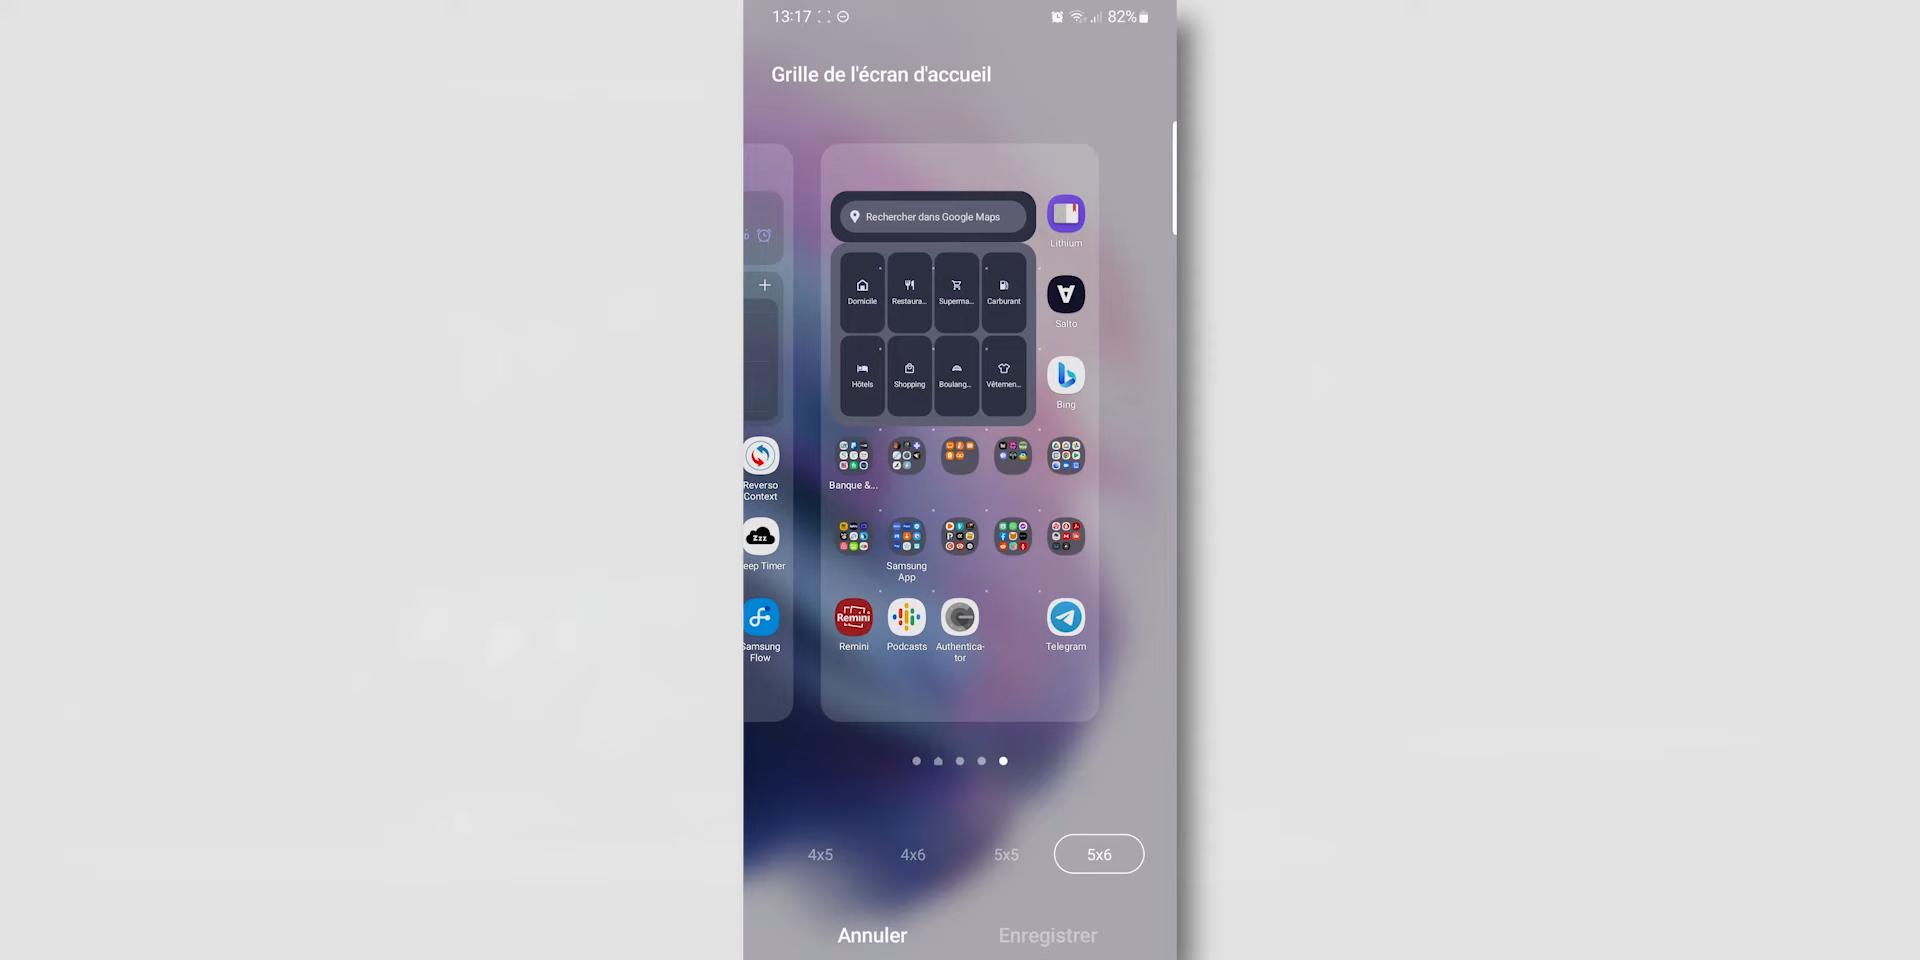 13:17
82%
Grille de l'écran d'accueil
Rechercher dans Google Maps
Lithium
Domicile
Restaura...
Superma...
Carburant
Salto
Hôtels
Shopping
Boulang...
Vêtemen...
Bing
Reverso
Context
Banque &...
eep Timer
Samsung
App
Remini
Remini
Podcasts
Authentica-
tor
Telegram
Samsung
Flow
4x5
4x6
5x5
5x6
Annuler
Enregistrer